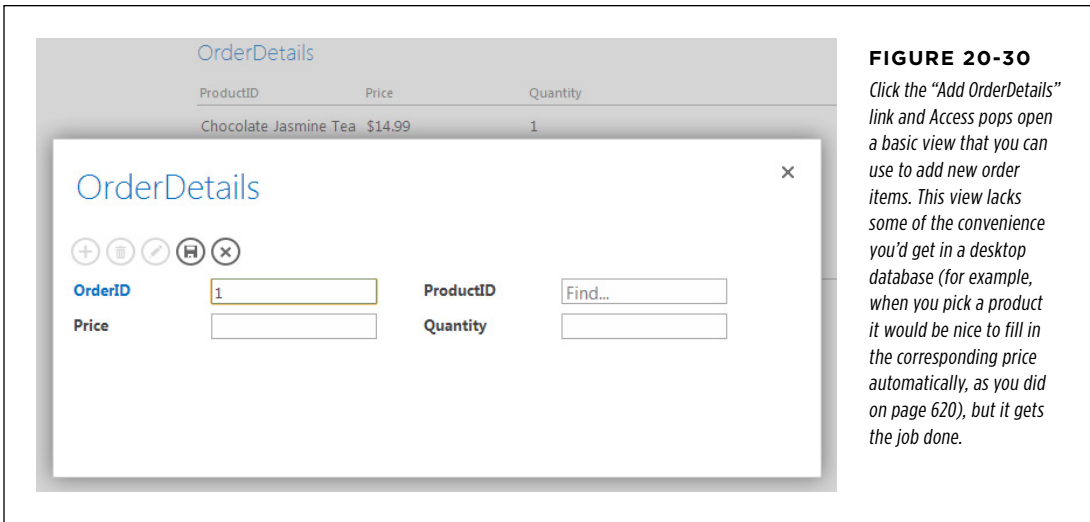 OrderDetails
ProductID Price Quantity
Chocolate Jasmine Tea $14.99 1
OrderDetails
OrderID 1 ProductID Find...
Price Quantity
FIGURE 20-30
Click the “Add OrderDetails”
link and Access pops open
a basic view that you can
use to add new order
items. This view lacks
some of the convenience
you’d get in a desktop
database (for example,
when you pick a product
it would be nice to fill in
the corresponding price
automatically, as you did
on page 620), but it gets
the job done.